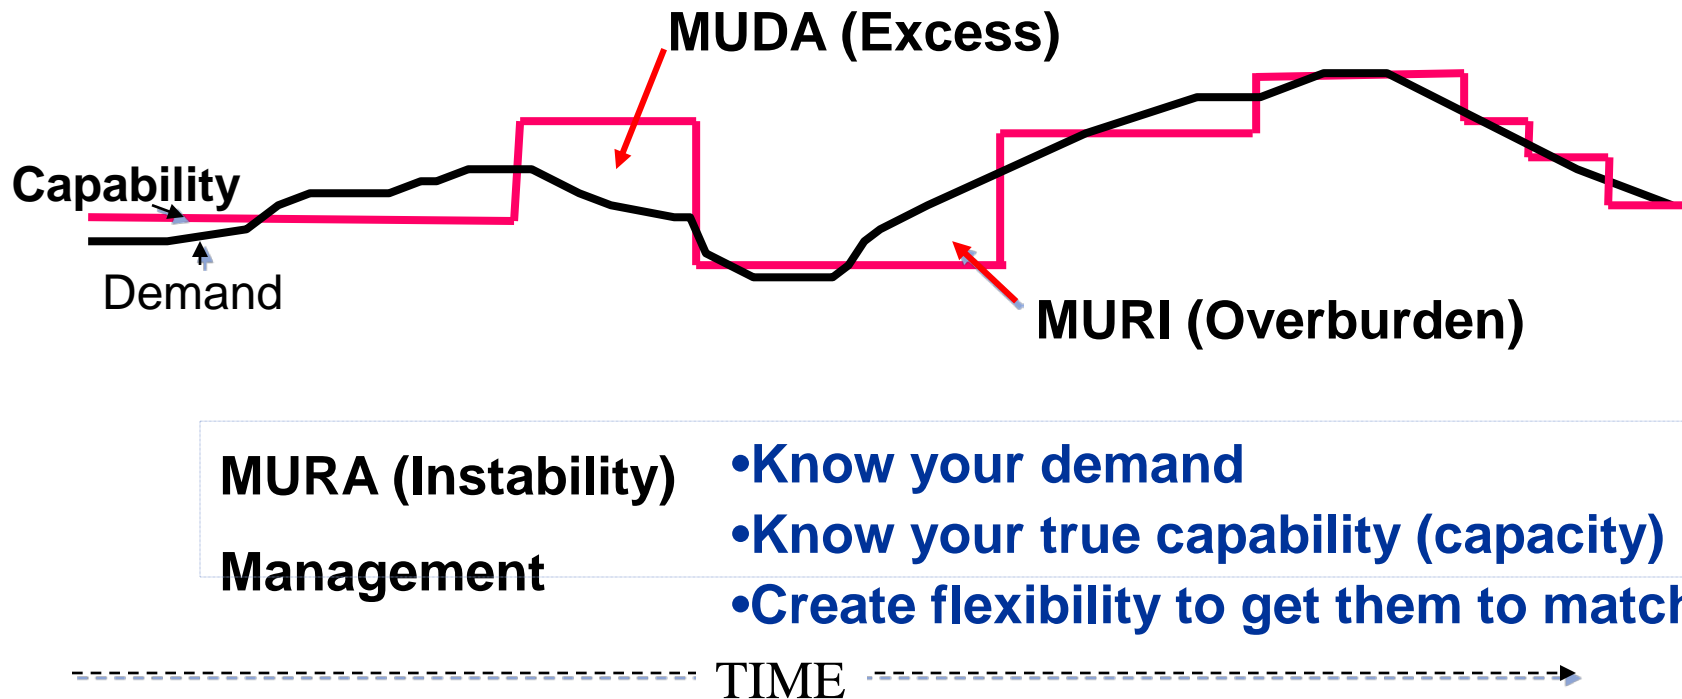 MUDA (Excess)
Capability
Demand
MURI (Overburden)
MURA (Instability)
Management
•Know your demand
•Know your true capability (capacity)
•Create flexibility to get them to match
TIME